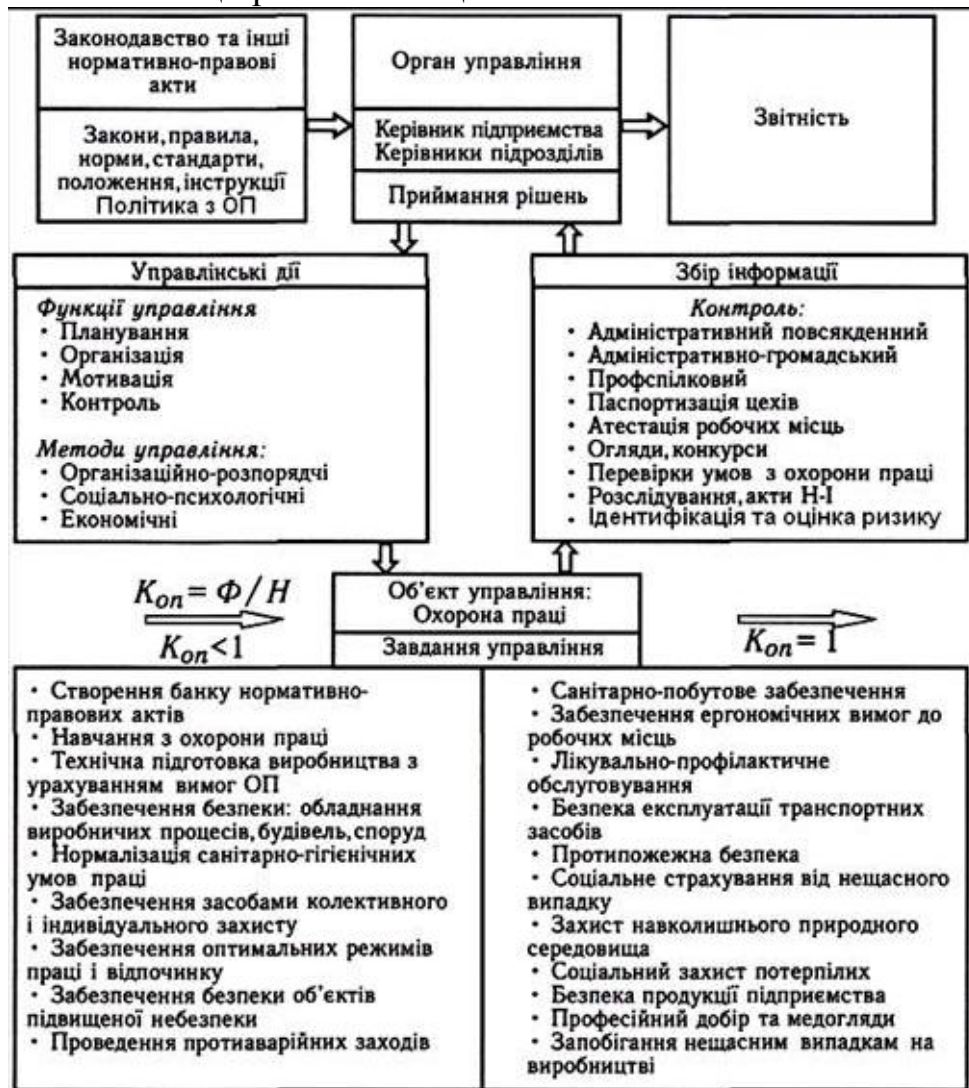 Законодавство та інші
нормативно-правові
акти
Закони, правила,
норми, стандарти,
положення, інструкції
Політика з ОП
Орган управління
Керівник підприємства
Керівники підрозділів
Приймання рішень
Звітність
Управлінські дії
Функції управління
· Планування
· Організація
· Мотивація
· Контроль
Методи управління:
· Організаційно-розпорядчі
· Соціально-психологічні
· Економічні
Збір інформації
Контроль:
· Адміністративний повсякденний
· Адміністративно-громадський
· Профспілковий
· Паспортизація цехів
· Атестація робочих місць
· Огляди, конкурси
· Перевірки умов з охорони праці
· Розслідування, акти Н-І
· Ідентифікація та оцінка ризику
Kоп = Ф / Н
Kоп < 1
Об’єкт управління:
Охорона праці
Завдання управління
Kоп = 1
· Створення банку нормативно-
правових актів
· Навчання з охорони праці
· Технічна підготовка виробництва з
урахуванням вимог ОП
· Забезпечення безпеки: обладнання
виробничих процесів, будівель, споруд
· Нормалізація санітарно-гігієнічних
умов праці
· Забезпечення засобами колективного
і індивідуального захисту
· Забезпечення оптимальних режимів
праці і відпочинку
· Забезпечення безпеки об’єктів
підвищеної небезпеки
· Проведення протиаварійних заходів
· Санітарно-побутове забезпечення
· Забезпечення ергономічних вимог до
робочих місць
· Лікувально-профілактичне
обслуговування
· Безпека експлуатації транспортних
засобів
· Протипожежна безпека
· Соціальне страхування від нещасного
випадку
· Захист навколишнього природного
середовища
· Соціальний захист потерпілих
· Безпека продукції підприємства
· Професійний добір та медогляди
· Запобігання нещасним випадкам на
виробництві